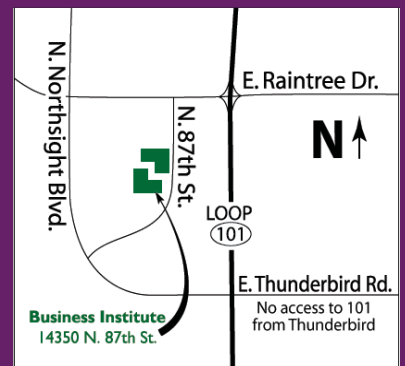 E. Raintree Dr.
N. Northsight Blvd.
N. 87th St.
N
LOOP
101
E. Thunderbird Rd.
No access to 101
from Thunderbird
Business Institute
14350 N. 87th St.